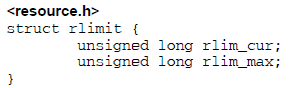 <resource.h>
struct rlimit {
        unsigned long rlim_cur;
        unsigned long rlim_max;
}